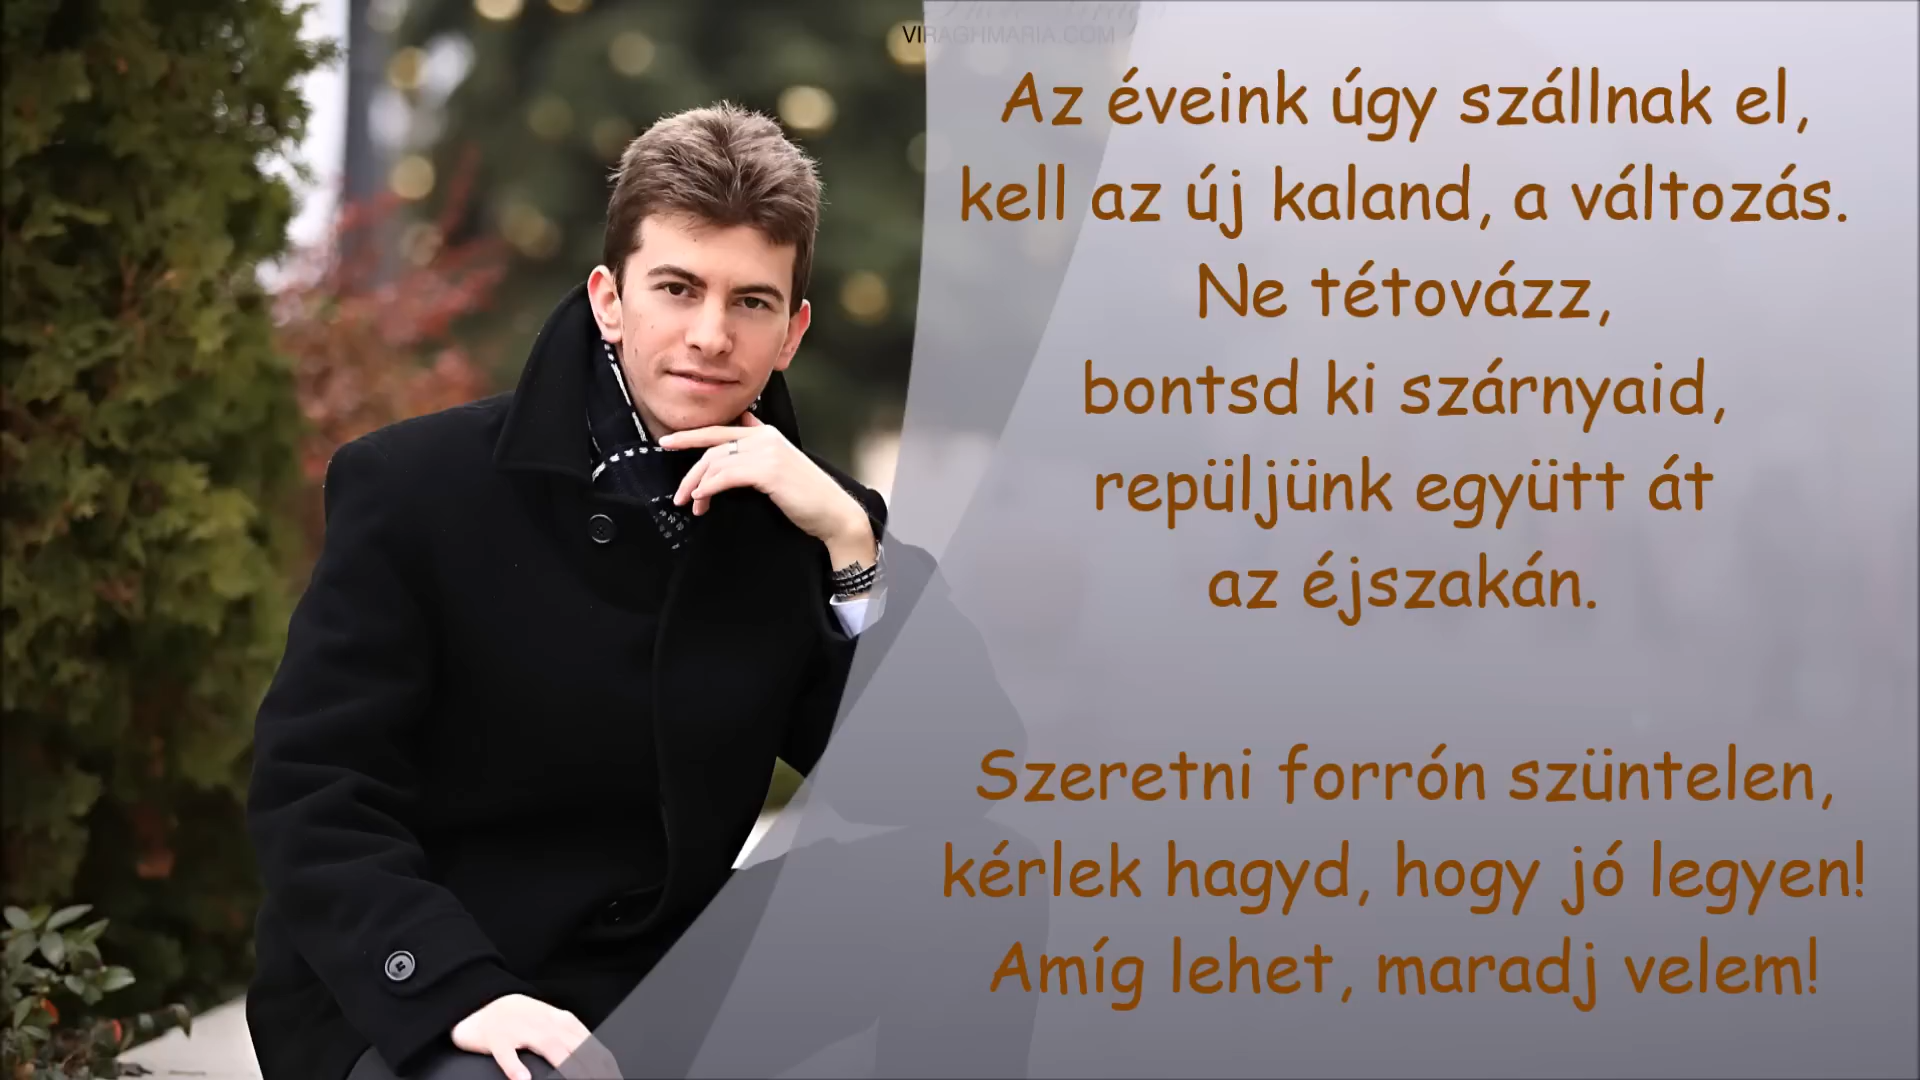 VIRAGHMARIA.COM
Az éveink úgy szállnak el,
kell az új kaland, a változás.
Ne tétovázz,
bontsd ki szárnyaid,
repüljünk együtt át
az éjszakán.
Szeretni forrón szüntelen,
kérlek hagyd, hogy jó legyen!
Amíg lehet, maradj velem!